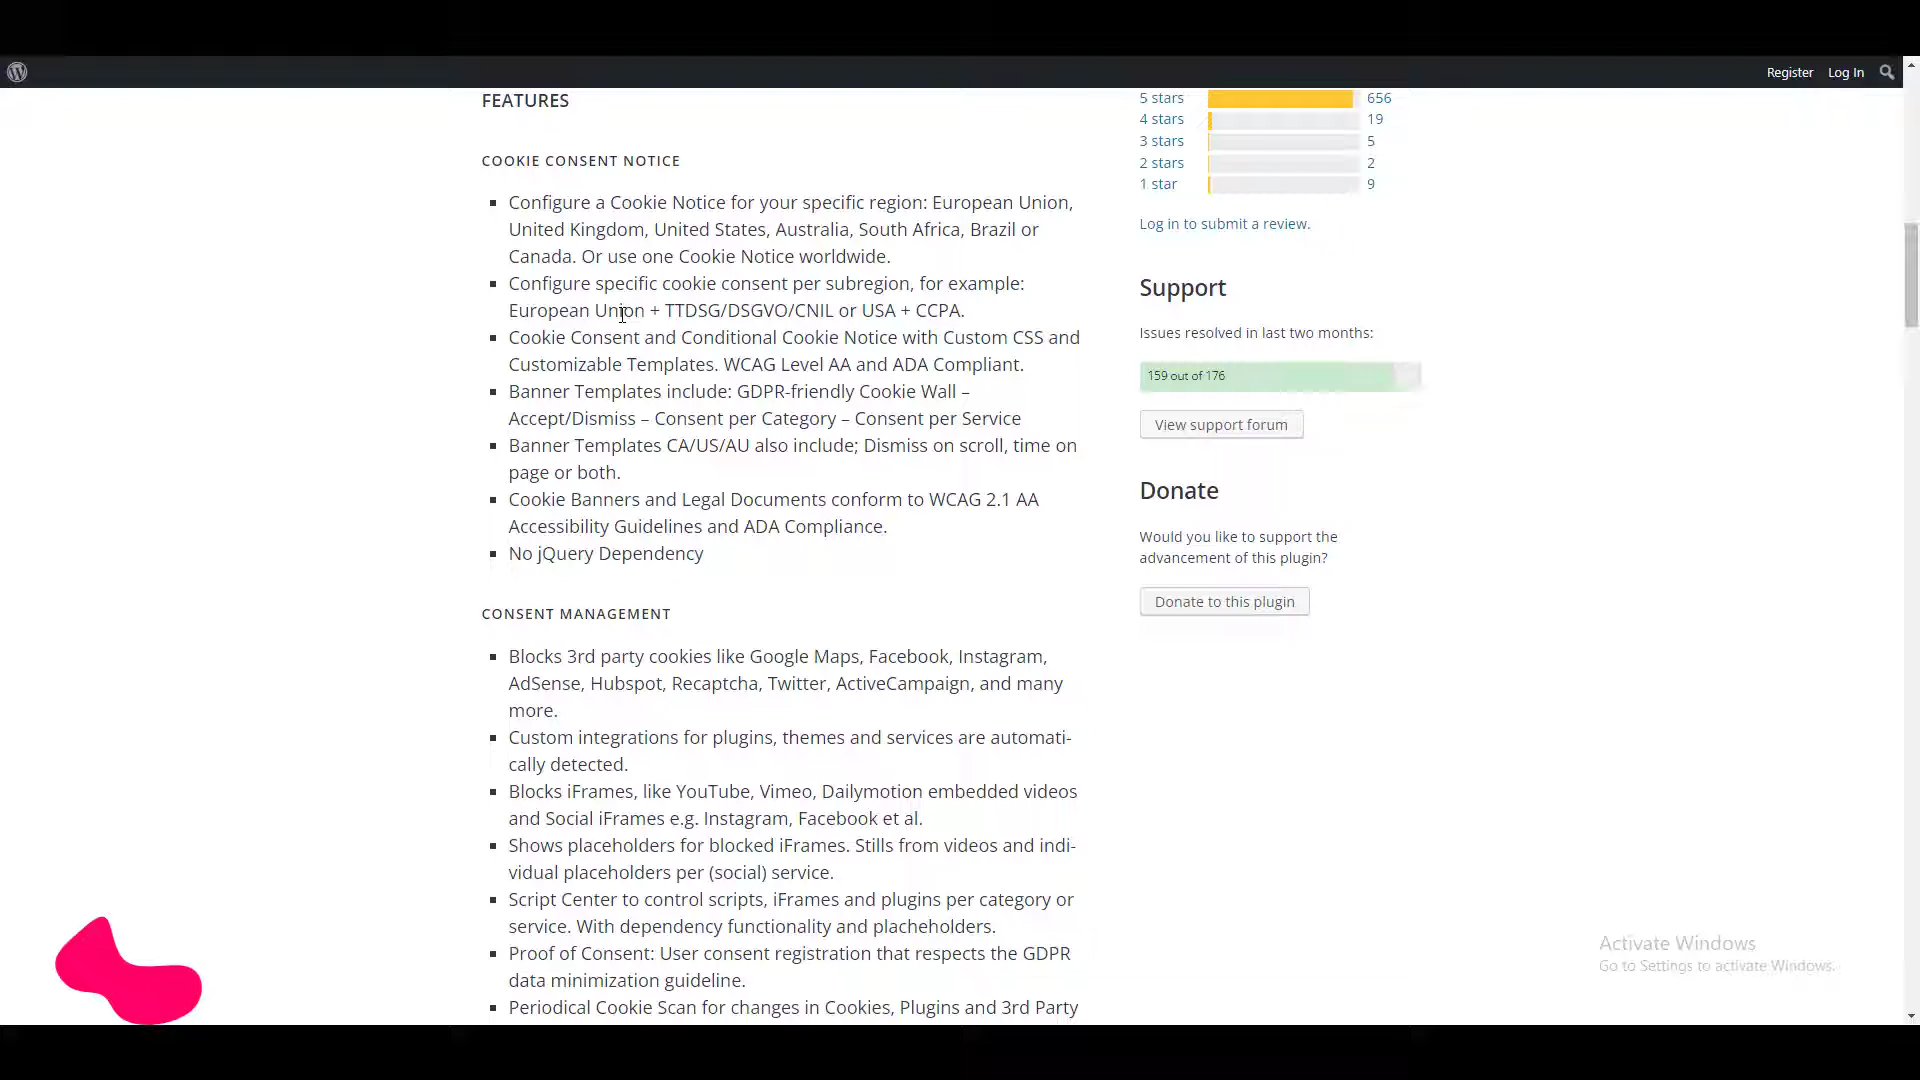 Register Log In
FEATURES
COOKIE CONSENT NOTICE
Configure a Cookie Notice for your specific region: European Union,
United Kingdom, United States, Australia, South Africa, Brazil or
Canada. Or use one Cookie Notice worldwide.
Configure specific cookie consent per subregion, for example:
European Union + TTDSG/DSGVO/CNIL or USA + CCPA.
Cookie Consent and Conditional Cookie Notice with Custom CSS and
Customizable Templates. WCAG Level AA and ADA Compliant.
Banner Templates include: GDPR-friendly Cookie Wall –
Accept/Dismiss – Consent per Category – Consent per Service
Banner Templates CA/US/AU also include; Dismiss on scroll, time on
page or both.
Cookie Banners and Legal Documents conform to WCAG 2.1 AA
Accessibility Guidelines and ADA Compliance.
No jQuery Dependency
CONSENT MANAGEMENT
Blocks 3rd party cookies like Google Maps, Facebook, Instagram,
AdSense, Hubspot, Recaptcha, Twitter, ActiveCampaign, and many
more.
Custom integrations for plugins, themes and services are automati-
cally detected.
Blocks iFrames, like YouTube, Vimeo, Dailymotion embedded videos
and Social iFrames e.g. Instagram, Facebook et al.
Shows placeholders for blocked iFrames. Stills from videos and indi-
vidual placeholders per (social) service.
Script Center to control scripts, iFrames and plugins per category or
service. With dependency functionality and placheholders.
Proof of Consent: User consent registration that respects the GDPR
data minimization guideline.
Periodical Cookie Scan for changes in Cookies, Plugins and 3rd Party
5 stars 656
4 stars 19
3 stars 5
2 stars 2
1 star 9
Log in to submit a review.
Support
Issues resolved in last two months:
159 out of 176
View support forum
Donate
Would you like to support the
advancement of this plugin?
Donate to this plugin
Activate Windows
Go to Settings to activate Windows.